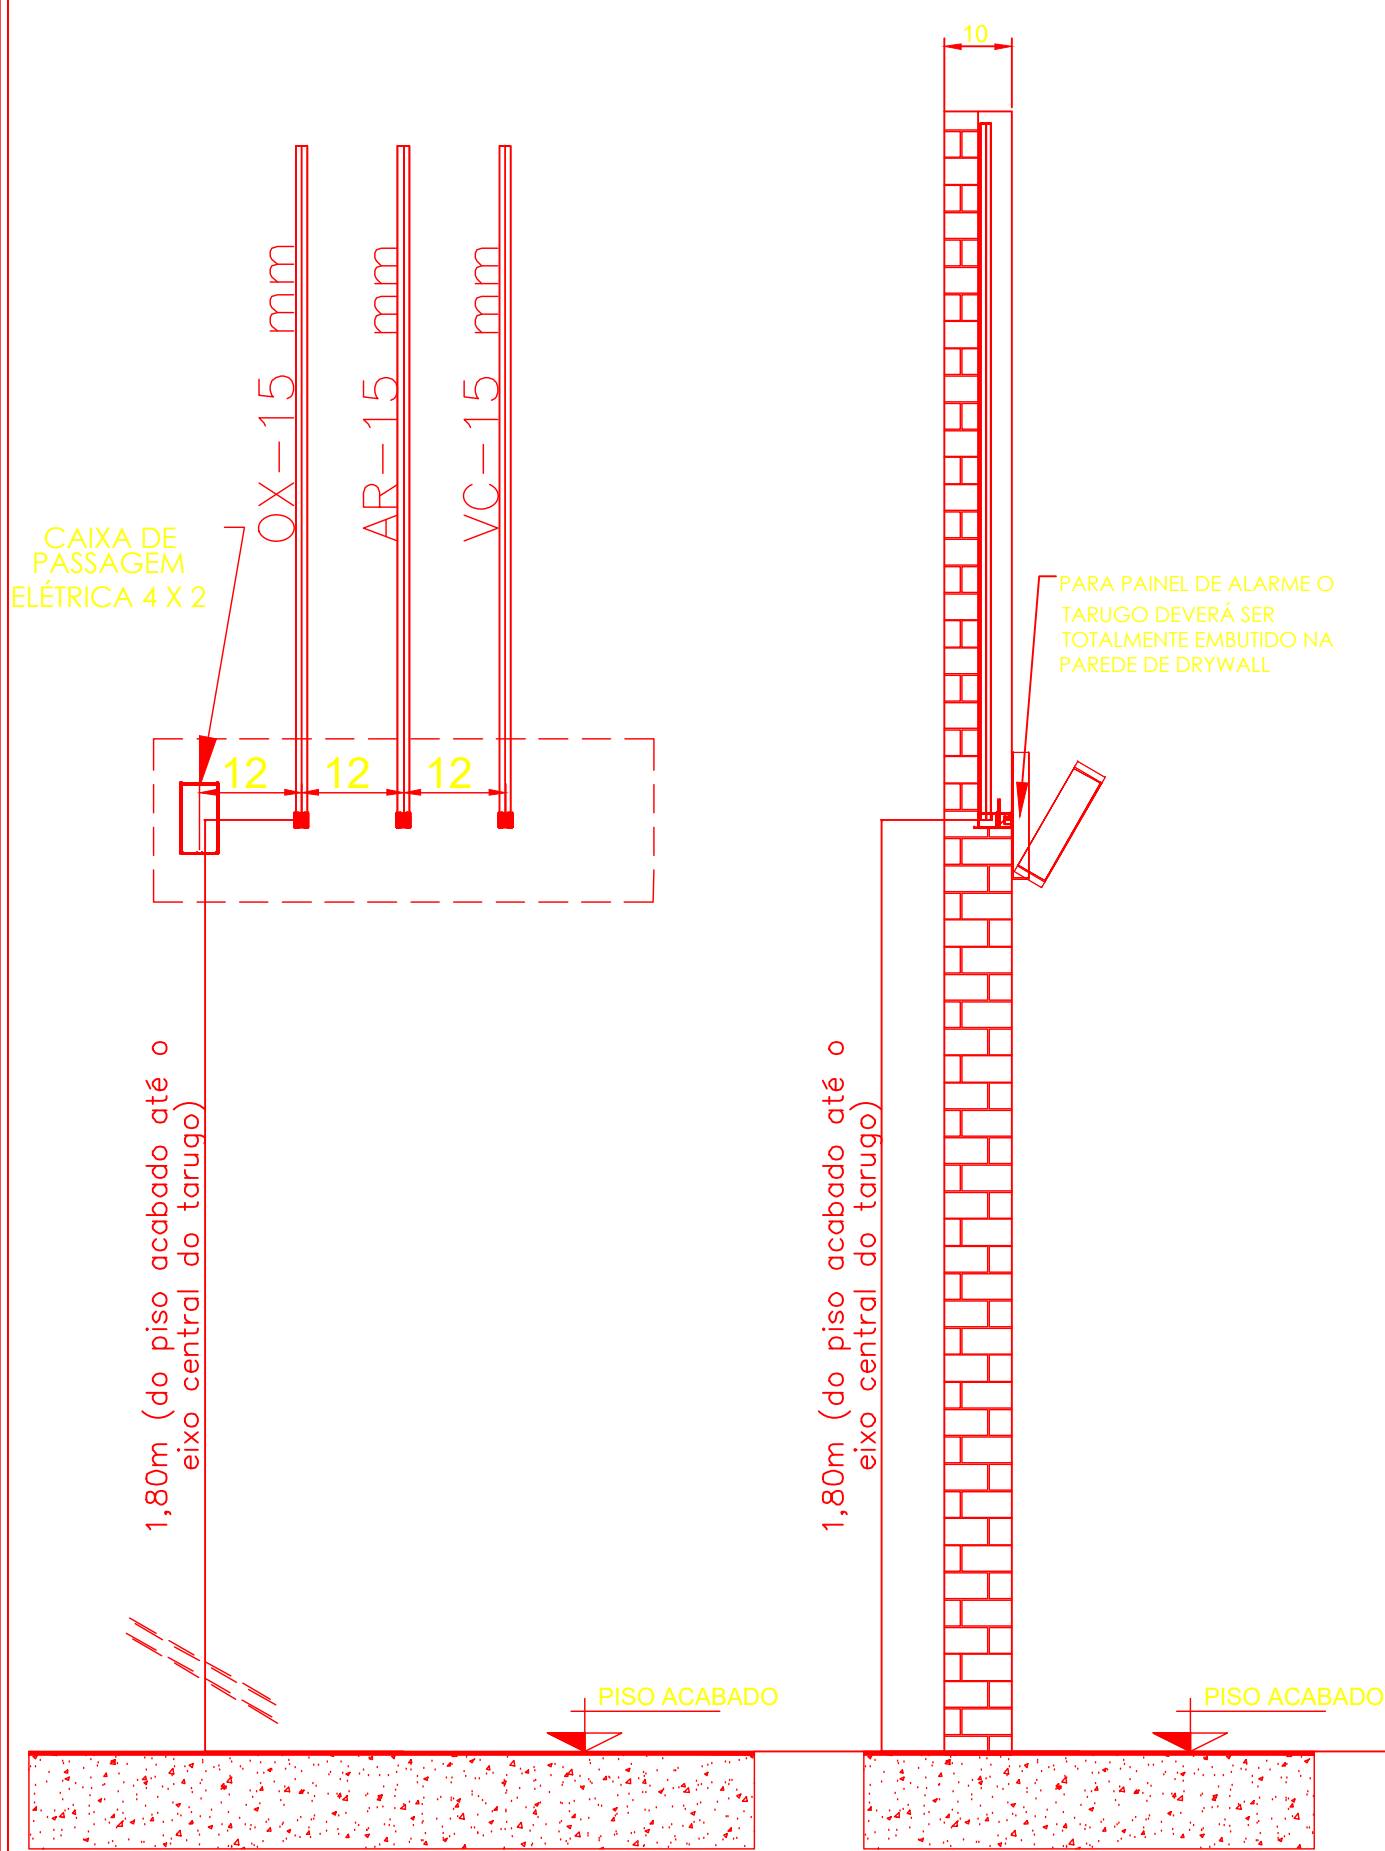 10
OX-15 mm
AR-15 mm
VC-15 mm
CAIXA DE
PASSAGEM
ELÉTRICA 4 X 2
PARA PAINEL DE ALARME O
TARUGO DEVERÁ SER
TOTALMENTE EMBUTIDO NA
PAREDE DE DRYWALL
12
12
12
1,80m (do piso acabado até o
eixo central do tarugo)
1,80m (do piso acabado até o
eixo central do tarugo)
PISO ACABADO
PISO ACABADO